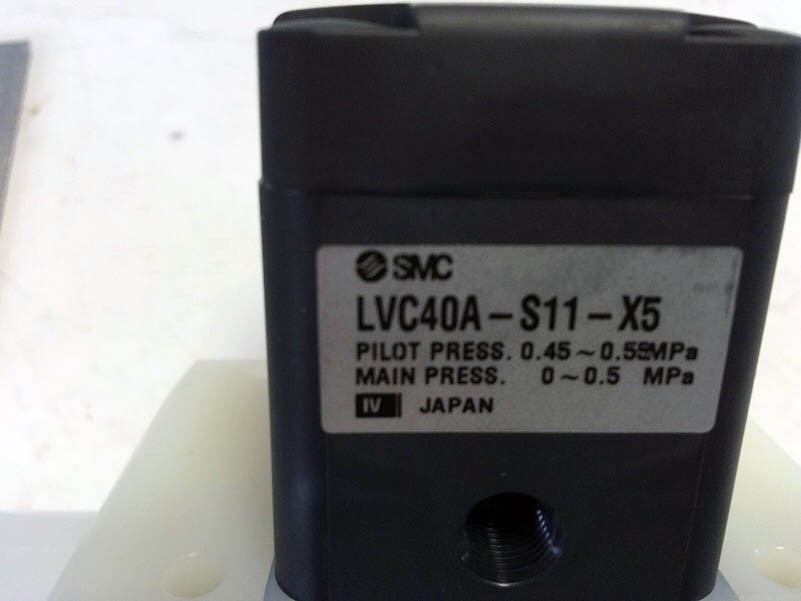 SMC
LVC40A-S11-X5
PILOT PRESS. 0.45~0.55MPa
MAIN PRESS. 0~0.5 MPa
IV JAPAN